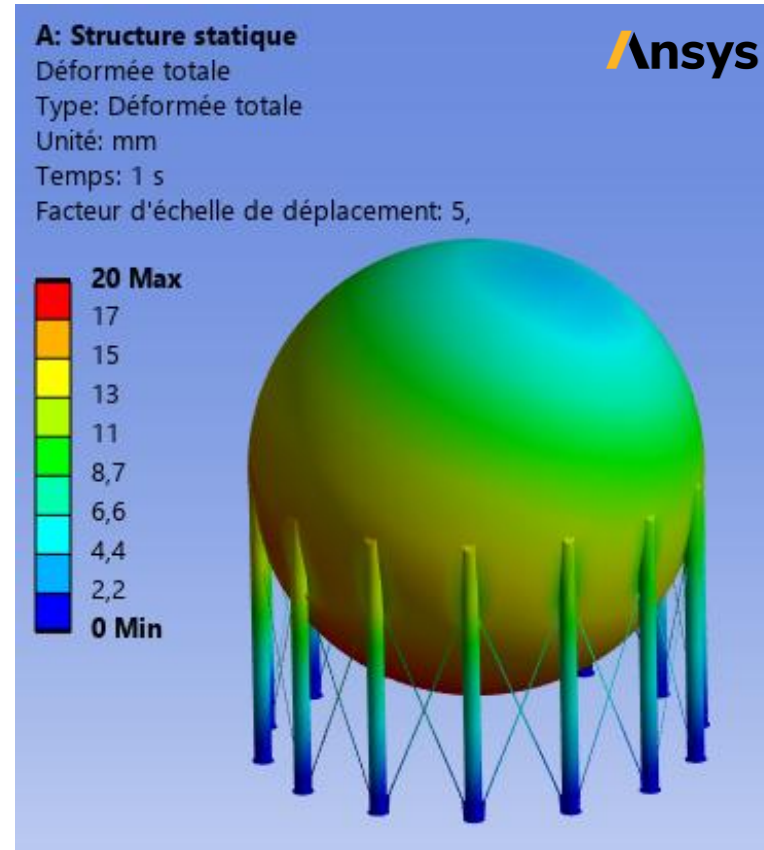 A: Structure statique
Déformée totale
Type: Déformée totale
Unité: mm
Temps: 1 s
Facteur d'échelle de déplacement: 5,
Ansys
20 Max
17
15
13
11
8,7
6,6
4,4
2,2
0 Min